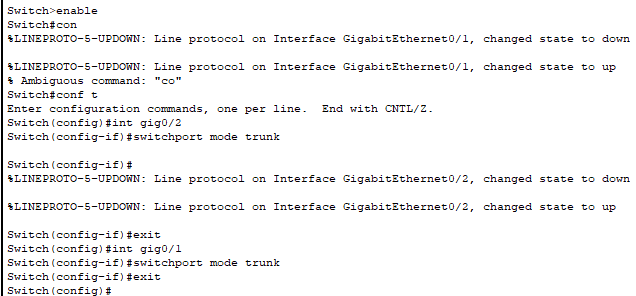 Switch>enable
Switch#con
%LINEPROTO-5-UPDOWN: Line protocol on Interface GigabitEthernet0/1, changed state to down
%LINEPROTO-5-UPDOWN: Line protocol on Interface GigabitEthernet0/1, changed state to up
% Ambiguous command: "co"
Switch#conf t
Enter configuration commands, one per line.  End with CNTL/Z.
Switch(config)#int gig0/2
Switch(config-if)#switchport mode trunk
Switch(config-if)#
%LINEPROTO-5-UPDOWN: Line protocol on Interface GigabitEthernet0/2, changed state to down
%LINEPROTO-5-UPDOWN: Line protocol on Interface GigabitEthernet0/2, changed state to up
Switch(config-if)#exit
Switch(config)#int gig0/1
Switch(config-if)#switchport mode trunk
Switch(config-if)#exit
Switch(config)#